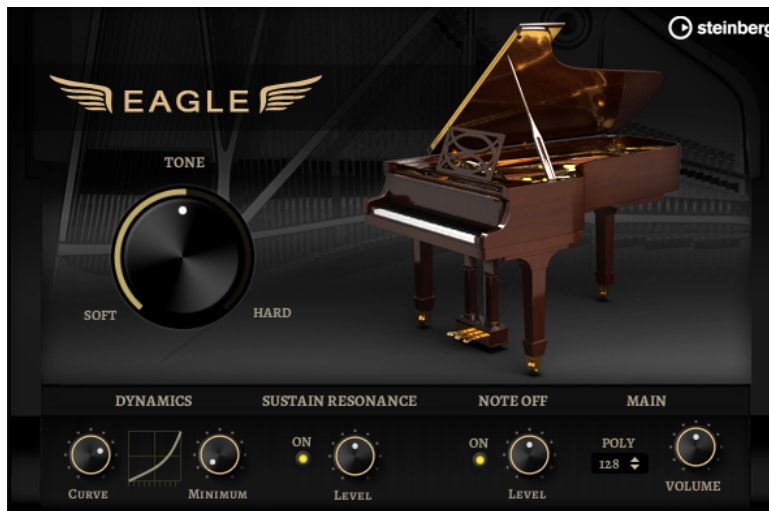 steinberg
EAGLE
TONE
SOFT
HARD
DYNAMICS
SUSTAIN RESONANCE
NOTE OFF
MAIN
ON
ON
POLY
128
CURVE
MINIMUM
LEVEL
LEVEL
VOLUME